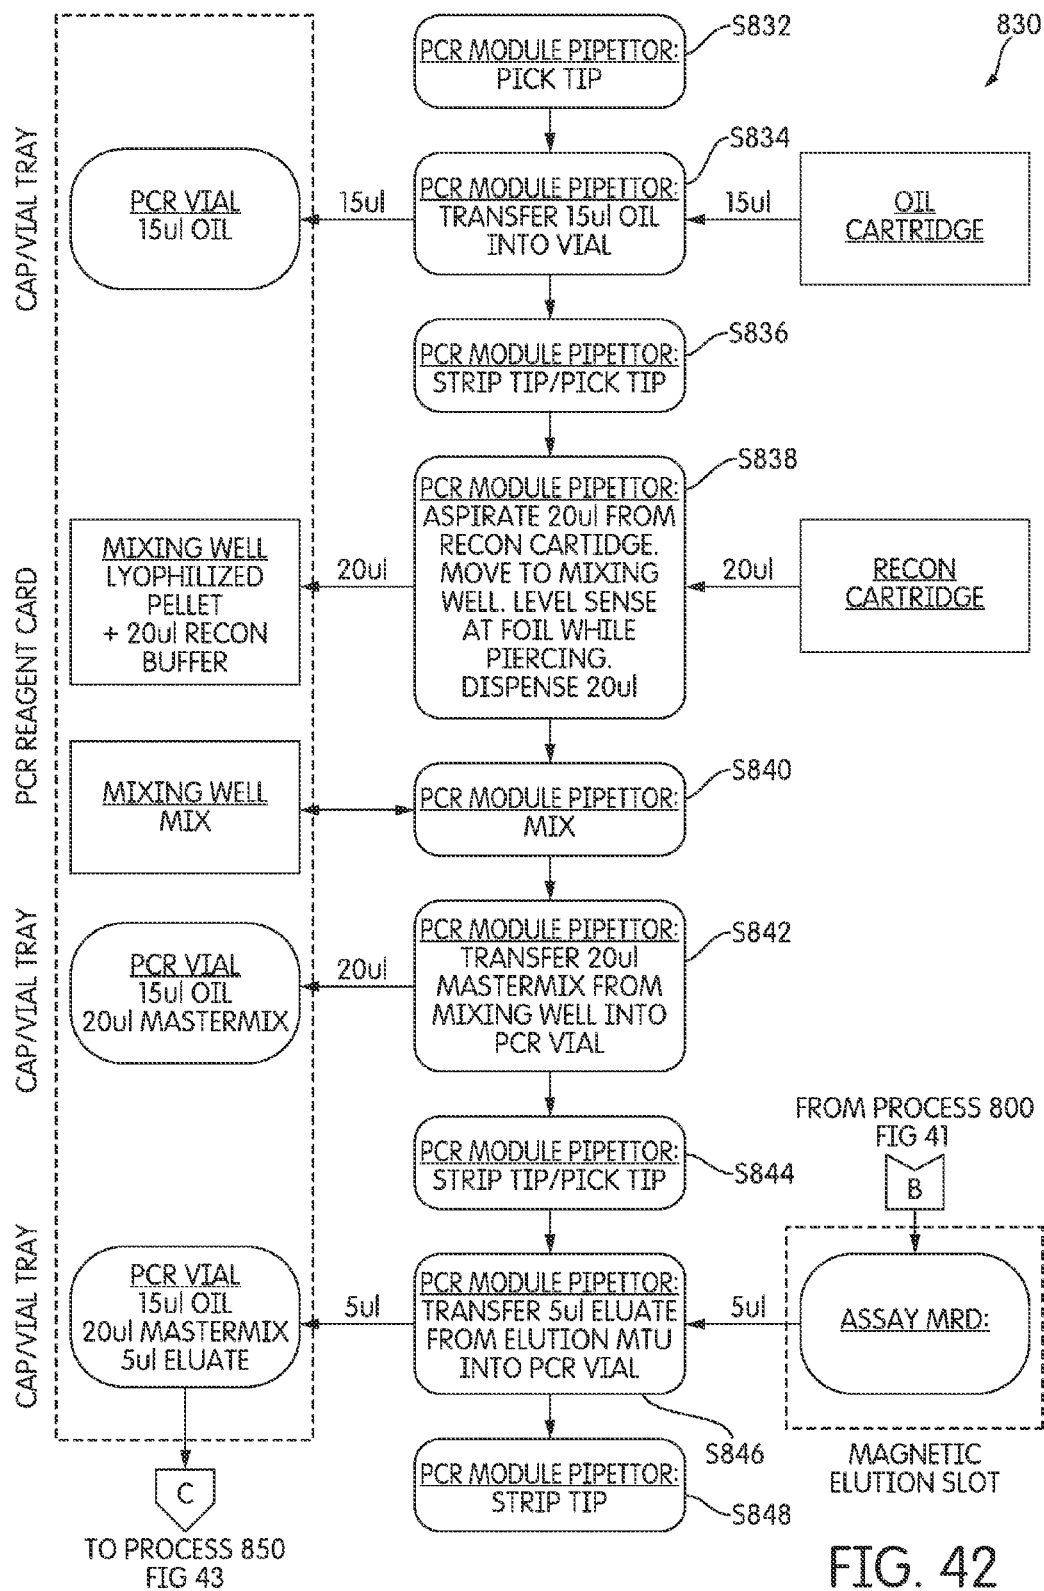 830
S832
PCR MODULE PIPETTOR:
PICK TIP
CAP/VIAL TRAY
PCR VIAL
15ul OIL
15ul
S834
PCR MODULE PIPETTOR:
TRANSFER 15ul OIL
INTO VIAL
15ul
OIL
CARTRIDGE
S836
PCR MODULE PIPETTOR:
STRIP TIP/PICK TIP
PCR REAGENT CARD
MIXING WELL
LYOPHILIZED
PELLET
+ 20ul RECON
BUFFER
20ul
S838
PCR MODULE PIPETTOR:
ASPIRATE 20ul FROM
RECON CARTIDGE.
MOVE TO MIXING
WELL. LEVEL SENSE
AT FOIL WHILE
PIERCING.
DISPENSE 20ul
20ul
RECON
CARTRIDGE
MIXING WELL
MIX
S840
PCR MODULE PIPETTOR:
MIX
CAP/VIAL TRAY
PCR VIAL
15ul OIL
20ul MASTERMIX
20ul
S842
PCR MODULE PIPETTOR:
TRANSFER 20ul
MASTERMIX FROM
MIXING WELL INTO
PCR VIAL
S844
PCR MODULE PIPETTOR:
STRIP TIP/PICK TIP
FROM PROCESS 800
FIG 41
B
CAP/VIAL TRAY
PCR VIAL
15ul OIL
20ul MASTERMIX
5ul ELUATE
5ul
PCR MODULE PIPETTOR:
TRANSFER 5ul ELUATE
FROM ELUTION MTU
INTO PCR VIAL
S846
5ul
ASSAY MRD:
MAGNETIC
ELUTION SLOT
PCR MODULE PIPETTOR:
STRIP TIP
S848
C
TO PROCESS 850
FIG 43
FIG. 42